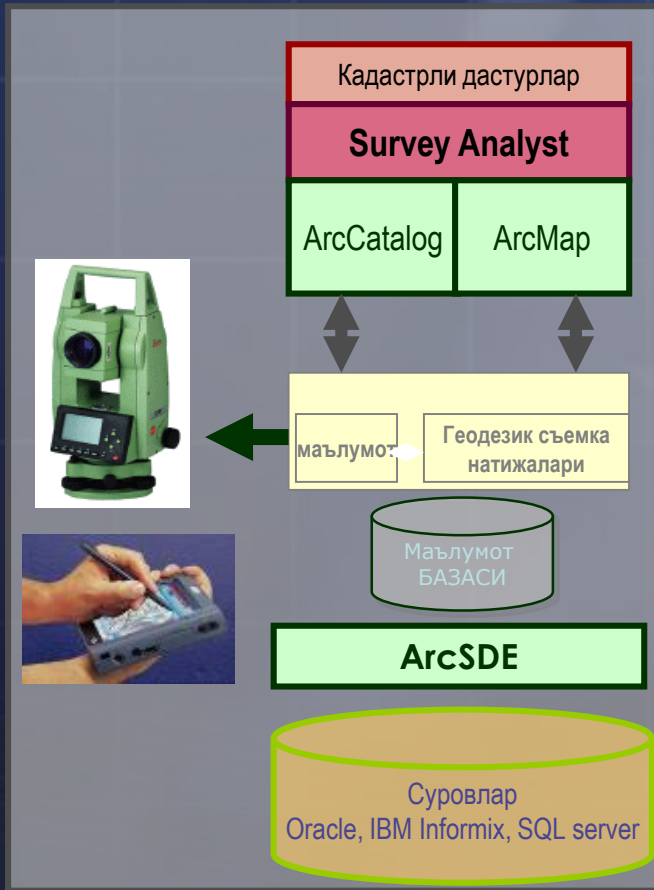 Кадастрли дастурлар
Survey Analyst
ArcCatalog
ArcMap
маълумот
Геодезик съемка
натижалари
Маълумот
БАЗАСИ
ArcSDE
Суровлар
Oracle, IBM Informix, SQL server